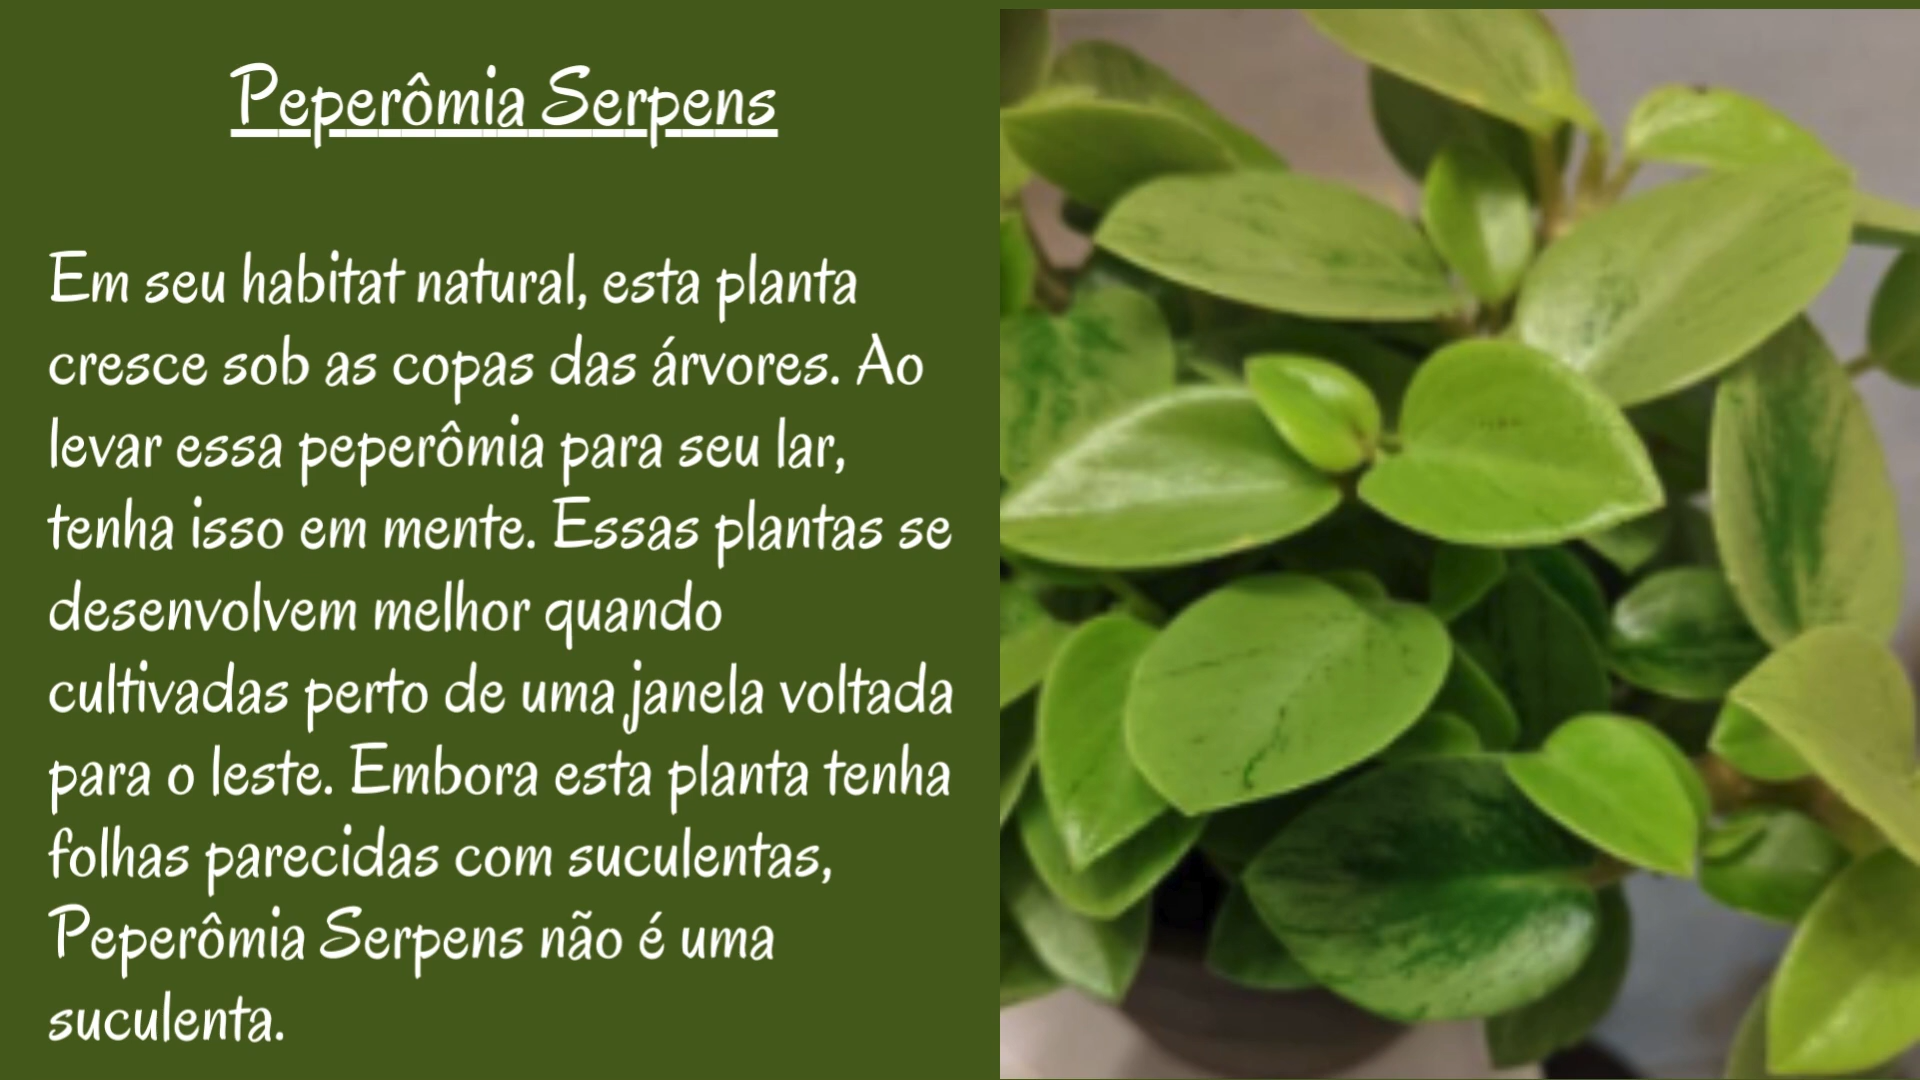 Peperômia Serpens
Em seu habitat natural, esta planta
cresce sob as copas das árvores. Ao
levar essa peperômia para seu lar,
tenha isso em mente. Essas plantas se
desenvolvem melhor quando
cultivadas perto de uma janela voltada
para o leste. Embora esta planta tenha
folhas parecidas com suculentas,
Peperômia Serpens não é uma
suculenta.